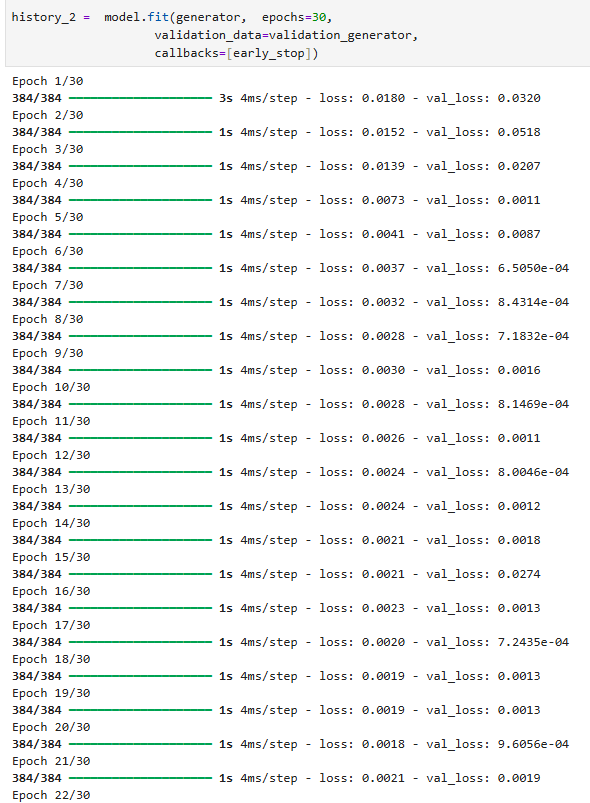 history_2 =  model.fit(generator,  epochs=30,
validation_data=validation_generator,
callbacks=[early_stop])
Epoch 1/30
384/384 3s 4ms/step - loss: 0.0180 - val_loss: 0.0320
Epoch 2/30
384/384 1s 4ms/step - loss: 0.0152 - val_loss: 0.0518
Epoch 3/30
384/384 1s 4ms/step - loss: 0.0139 - val_loss: 0.0207
Epoch 4/30
384/384 1s 4ms/step - loss: 0.0073 - val_loss: 0.0011
Epoch 5/30
384/384 1s 4ms/step - loss: 0.0041 - val_loss: 0.0087
Epoch 6/30
384/384 1s 4ms/step - loss: 0.0037 - val_loss: 6.5050e-04
Epoch 7/30
384/384 1s 4ms/step - loss: 0.0032 - val_loss: 8.4314e-04
Epoch 8/30
384/384 1s 4ms/step - loss: 0.0028 - val_loss: 7.1832e-04
Epoch 9/30
384/384 1s 4ms/step - loss: 0.0030 - val_loss: 0.0016
Epoch 10/30
384/384 1s 4ms/step - loss: 0.0028 - val_loss: 8.1469e-04
Epoch 11/30
384/384 1s 4ms/step - loss: 0.0026 - val_loss: 0.0011
Epoch 12/30
384/384 1s 4ms/step - loss: 0.0024 - val_loss: 8.0046e-04
Epoch 13/30
384/384 1s 4ms/step - loss: 0.0024 - val_loss: 0.0012
Epoch 14/30
384/384 1s 4ms/step - loss: 0.0021 - val_loss: 0.0018
Epoch 15/30
384/384 1s 4ms/step - loss: 0.0021 - val_loss: 0.0274
Epoch 16/30
384/384 1s 4ms/step - loss: 0.0023 - val_loss: 0.0013
Epoch 17/30
384/384 1s 4ms/step - loss: 0.0020 - val_loss: 7.2435e-04
Epoch 18/30
384/384 1s 4ms/step - loss: 0.0019 - val_loss: 0.0013
Epoch 19/30
384/384 1s 4ms/step - loss: 0.0019 - val_loss: 0.0013
Epoch 20/30
384/384 1s 4ms/step - loss: 0.0018 - val_loss: 9.6056e-04
Epoch 21/30
384/384 1s 4ms/step - loss: 0.0021 - val_loss: 0.0019
Epoch 22/30